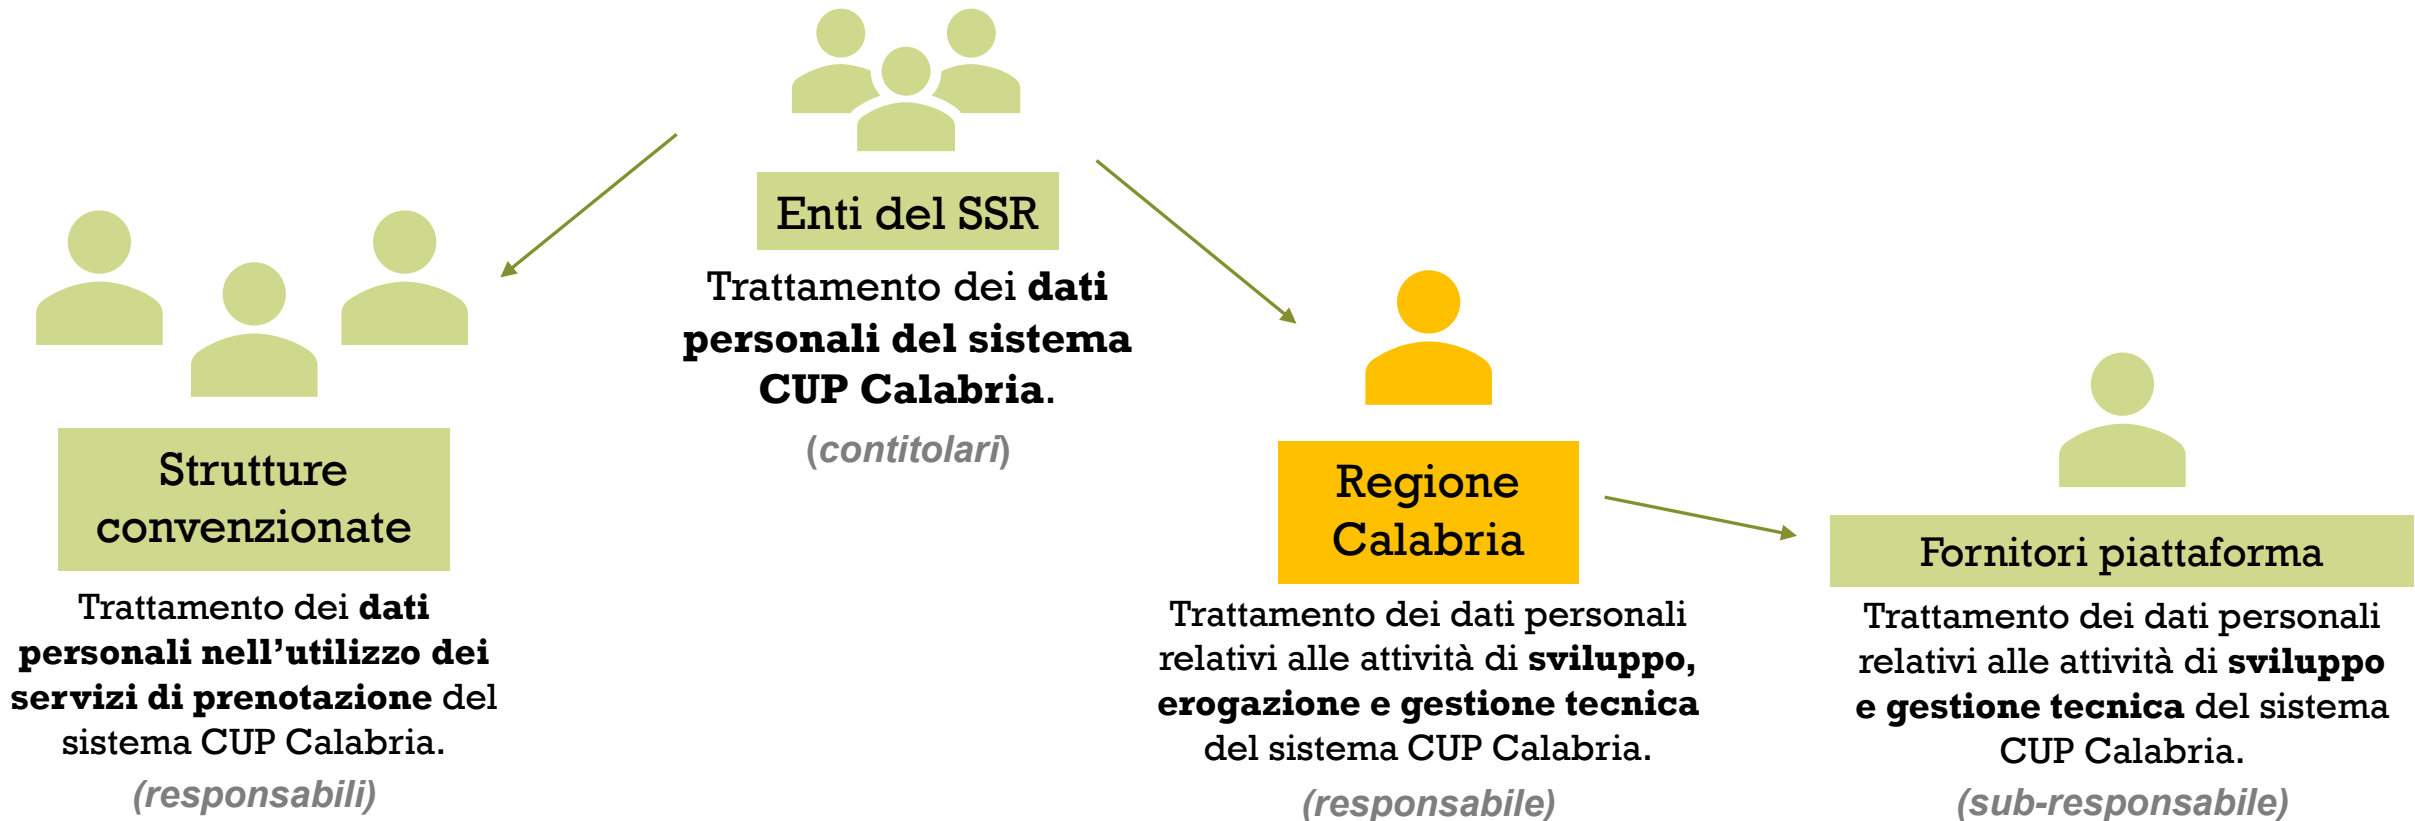 Enti del SSR
Trattamento dei dati
personali del sistema
CUP Calabria.
(contitolari)
Strutture
convenzionate
Trattamento dei dati
personali nell’utilizzo dei
servizi di prenotazione del
sistema CUP Calabria.
(responsabili)
Regione
Calabria
Trattamento dei dati personali
relativi alle attività di sviluppo,
erogazione e gestione tecnica
del sistema CUP Calabria.
(responsabile)
Fornitori piattaforma
Trattamento dei dati personali
relativi alle attività di sviluppo
e gestione tecnica del sistema
CUP Calabria.
(sub-responsabile)